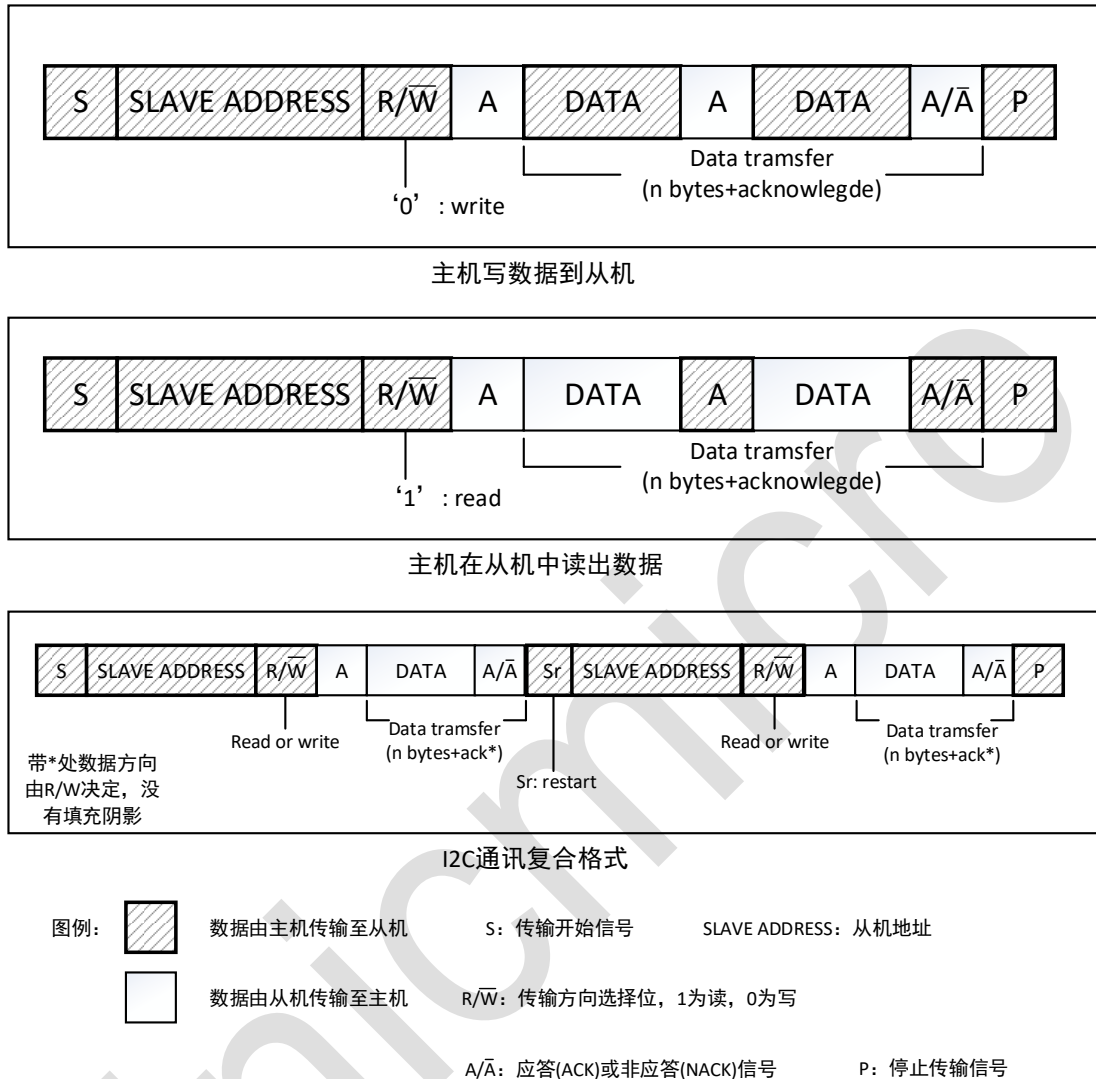 S SLAVE ADDRESS R/W̅ A DATA A DATA A/A̅ P
Data tramsfer
(n bytes+acknowlegde)
‘0’ : write
主机写数据到从机
S SLAVE ADDRESS R/W̅ A DATA A DATA A/A̅ P
Data tramsfer
(n bytes+acknowlegde)
‘1’ : read
主机在从机中读出数据
S SLAVE ADDRESS R/W̅ A DATA A/A̅ Sr SLAVE ADDRESS R/W̅ A DATA A/A̅ P
Read or write
Data tramsfer
(n bytes+ack*)
Sr: restart
Read or write
Data tramsfer
(n bytes+ack*)
带*处数据方向
由R/W决定，没
有填充阴影
I2C通讯复合格式
图例： 数据由主机传输至从机 S：传输开始信号 SLAVE ADDRESS：从机地址
数据由从机传输至主机 R/W̅：传输方向选择位，1为读，0为写
A/A̅：应答(ACK)或非应答(NACK)信号 P：停止传输信号
nicmicro